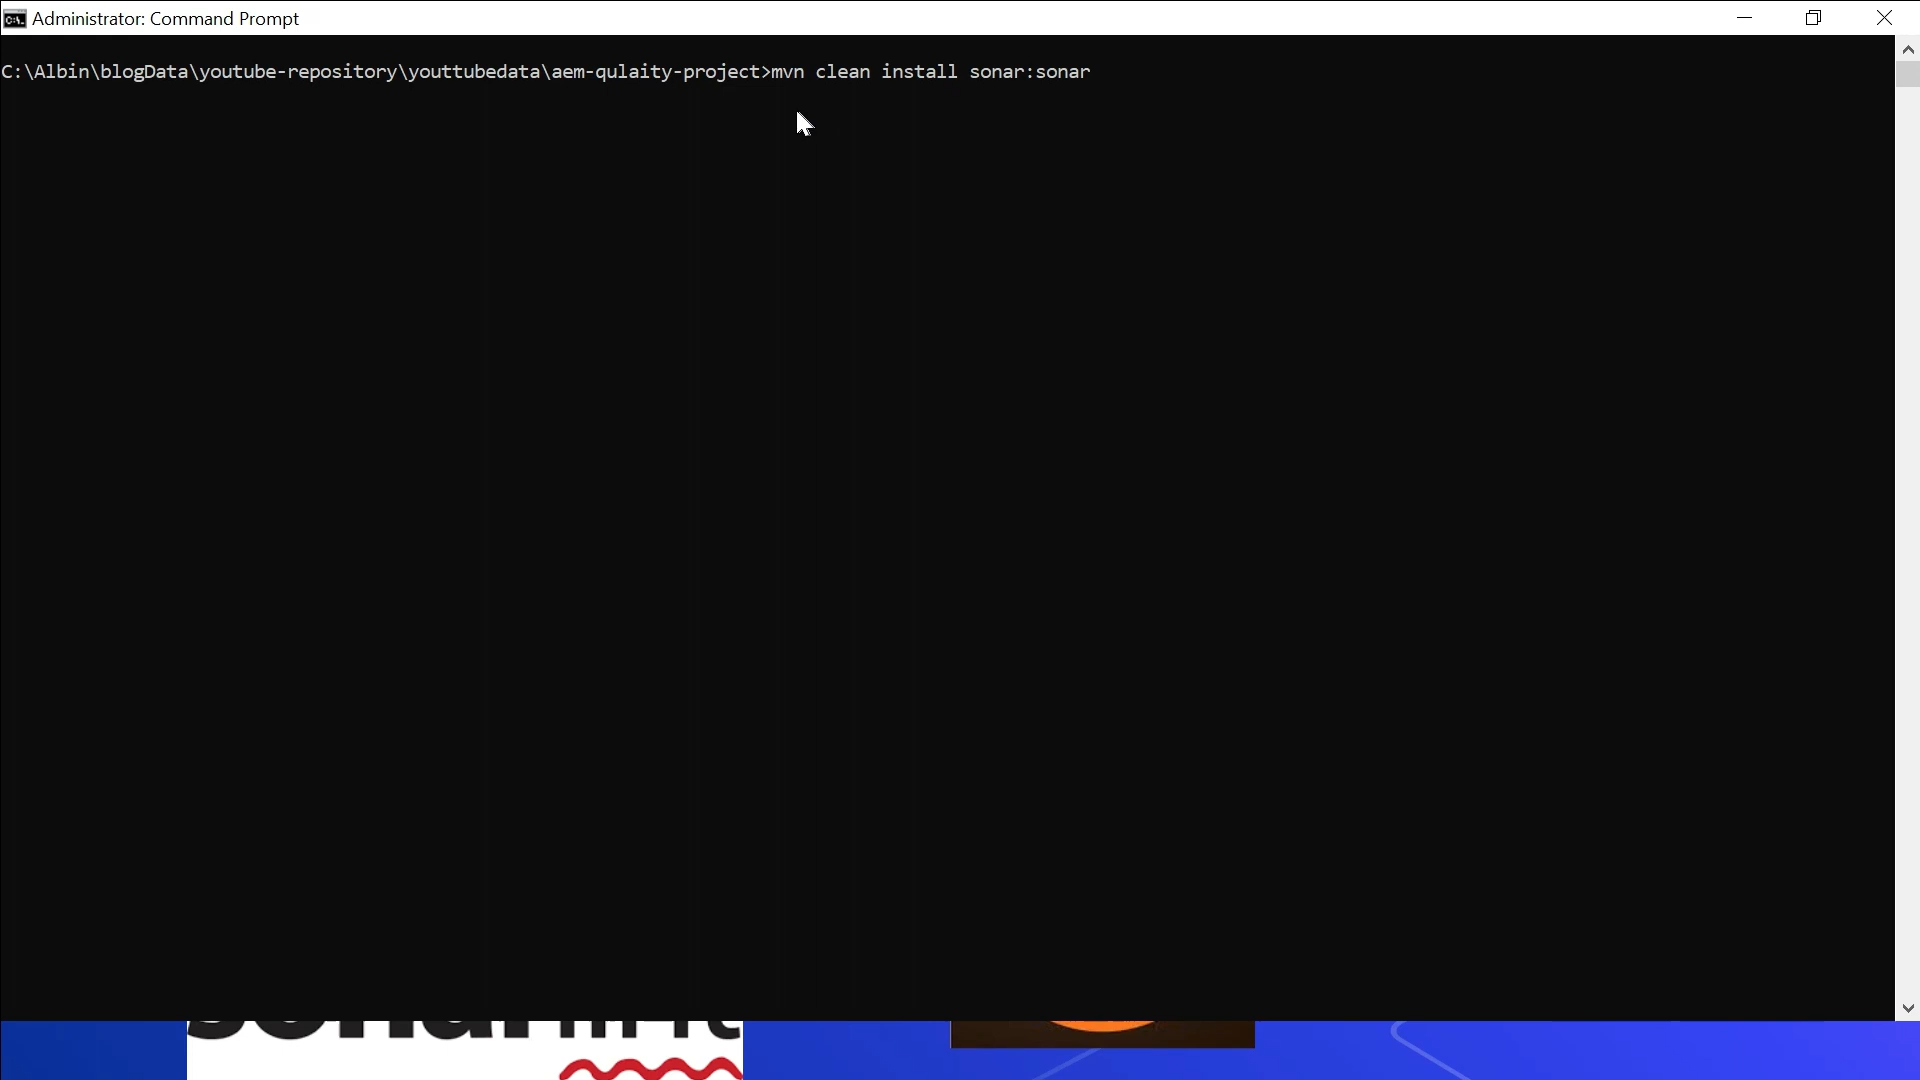 Administrator: Command Prompt
C:\Albin\blogData\youtube-repository\youttubedata\aem-qulaity-project>mvn clean install sonar:sonar